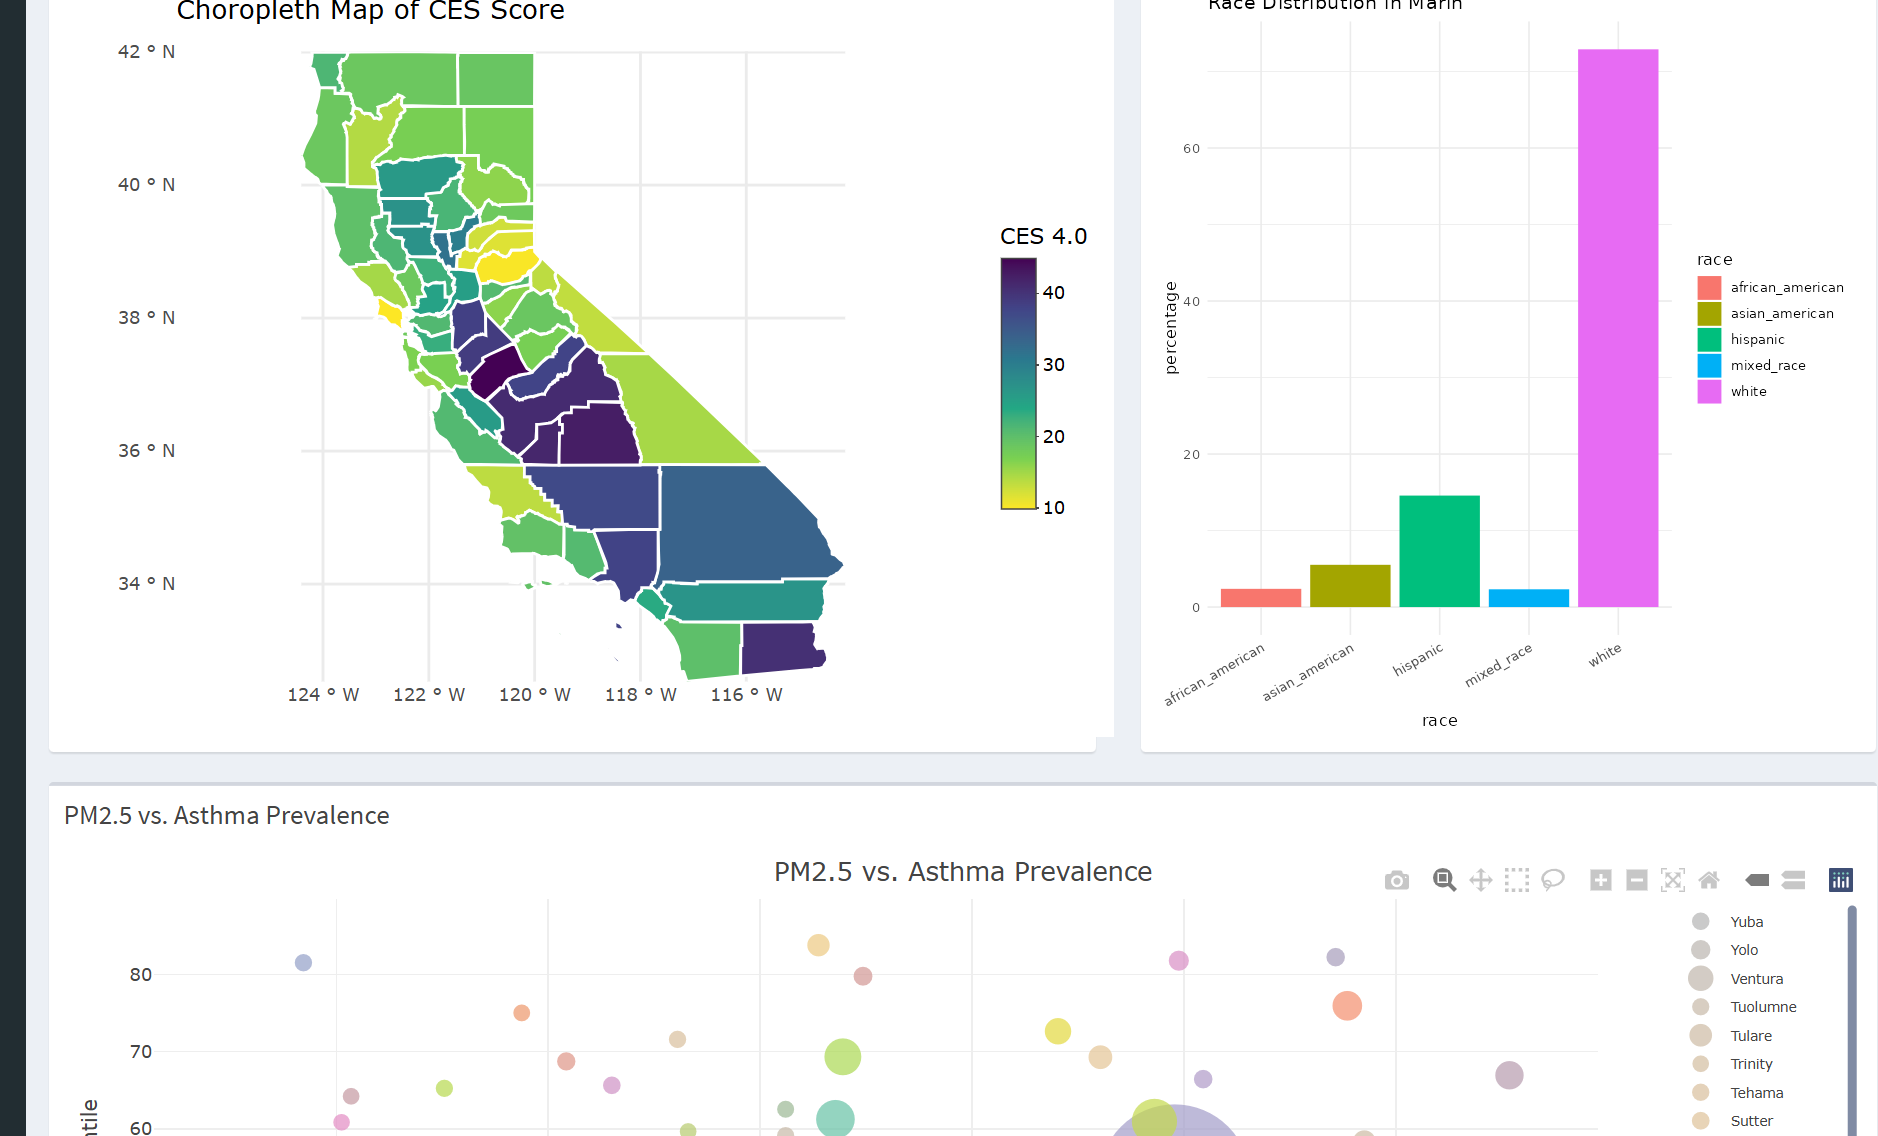 Choropleth Map of CES Score
42 ° N
40 ° N
38 ° N
36 ° N
34 ° N
124 ° W
122 ° W
120 ° W
118 ° W
116 ° W
CES 4.0
40
30
20
10
Race Distribution in Marin
percentage
60
40
20
0
african_american
asian_american
hispanic
mixed_race
white
race
race
african_american
asian_american
hispanic
mixed_race
white
PM2.5 vs. Asthma Prevalence
PM2.5 vs. Asthma Prevalence
80
70
60
Yuba
Yolo
Ventura
Tuolumne
Tulare
Trinity
Tehama
Sutter